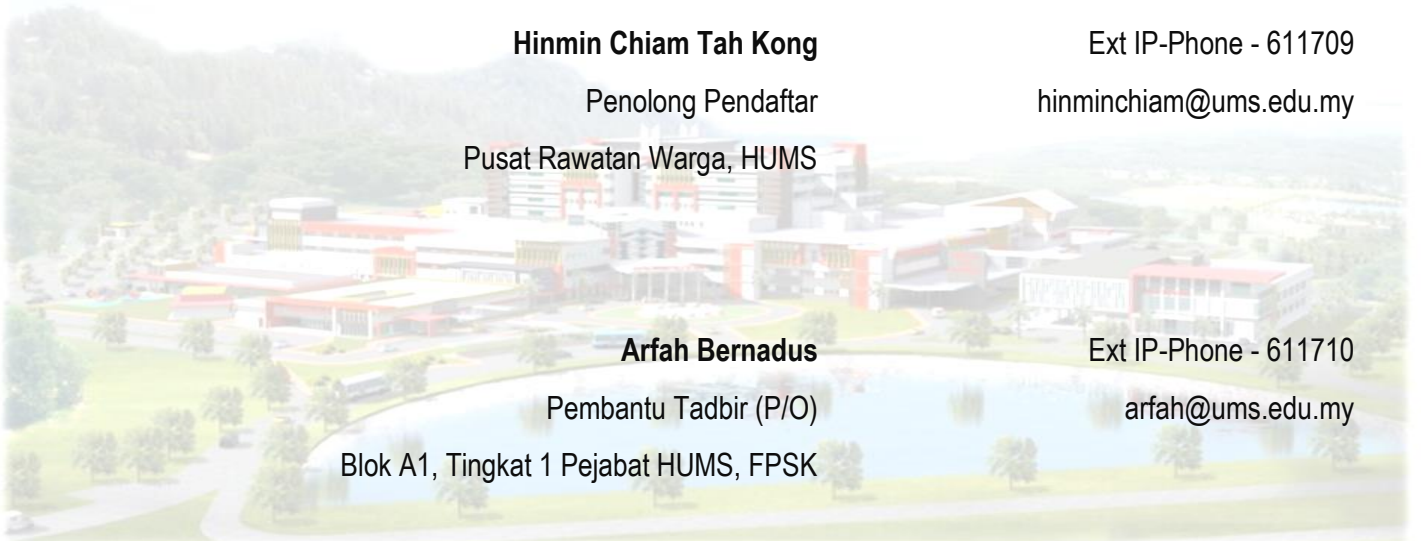 Hinmin Chiam Tah Kong Ext IP-Phone - 611709
Penolong Pendaftar hinminchiam@ums.edu.my
Pusat Rawatan Warga, HUMS
Arfah Bernadus Ext IP-Phone - 611710
Pembantu Tadbir (P/O) arfah@ums.edu.my
Blok A1, Tingkat 1 Pejabat HUMS, FPSK